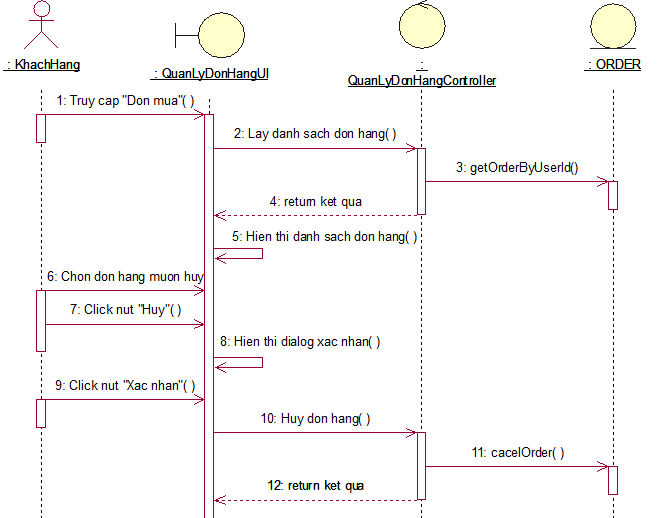 : KhachHang
: QuanLyDonHangUI
:
QuanLyDonHangController
: ORDER
1: Truy cap "Don mua"( )
2: Lay danh sach don hang( )
3: getOrderByUserId()
4: return ket qua
5: Hien thi danh sach don hang( )
6: Chon don hang muon huy
7: Click nut "Huy"( )
8: Hien thi dialog xac nhan( )
9: Click nut "Xac nhan"( )
10: Huy don hang( )
11: cacelOrder( )
12: return ket qua